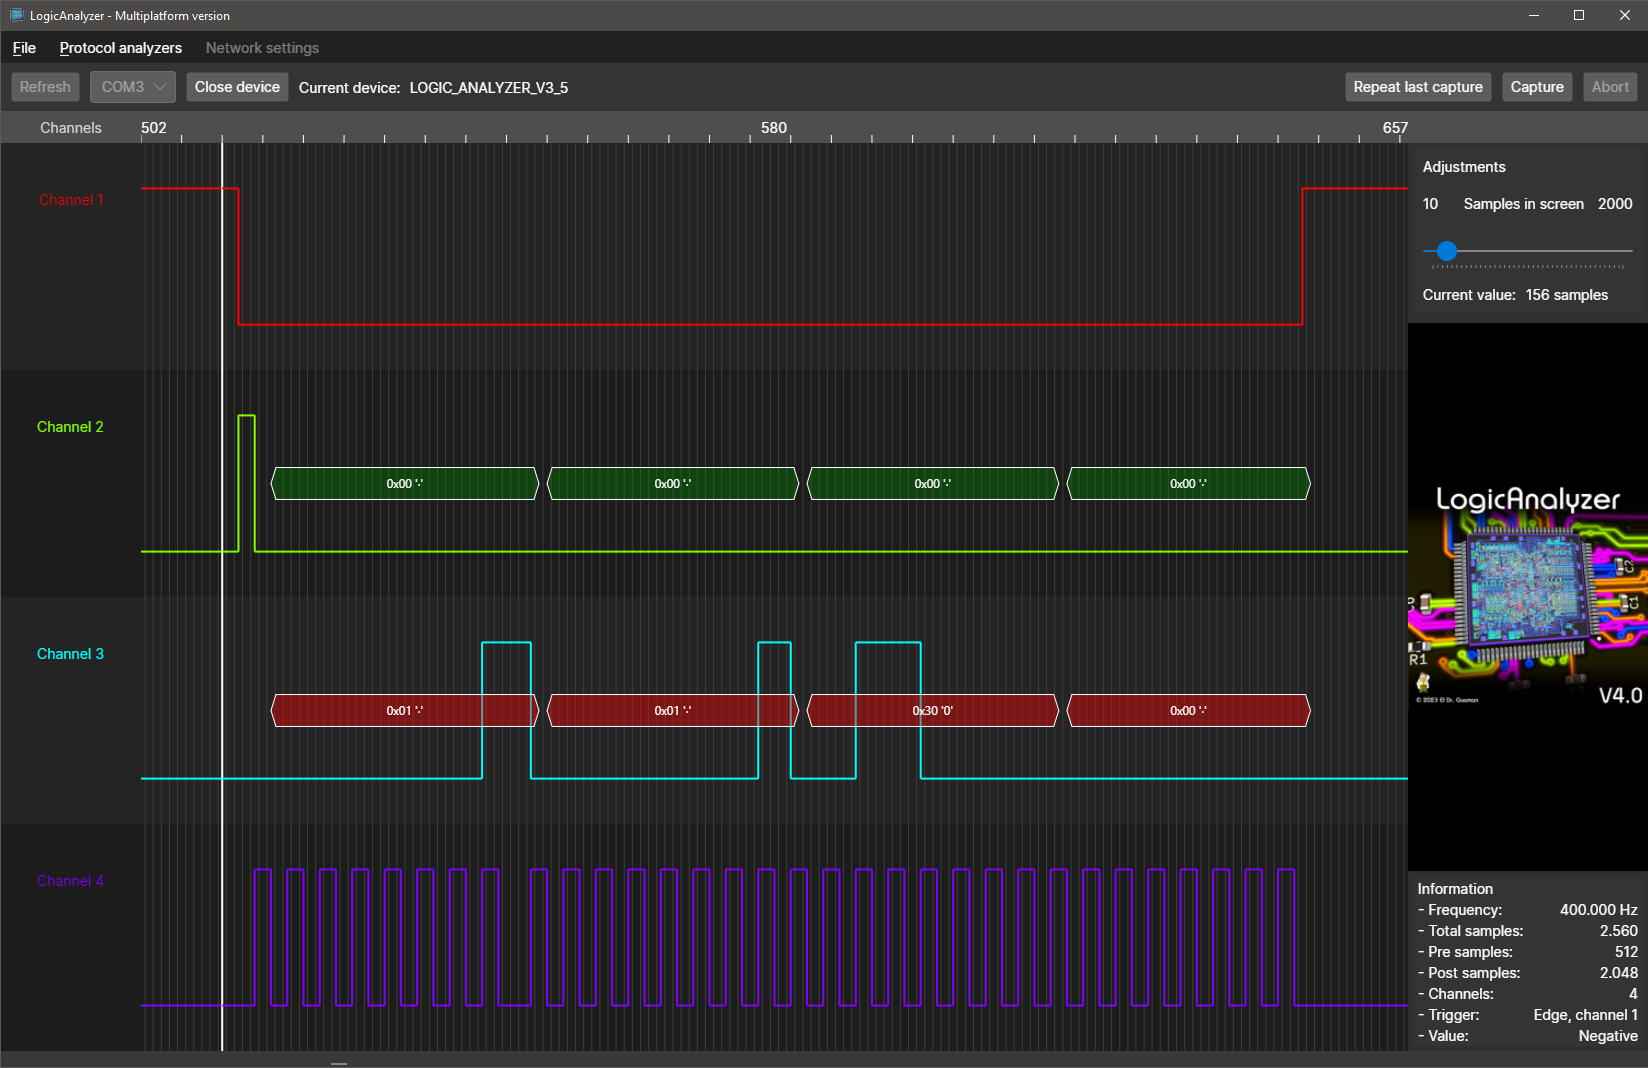 LogicAnalyzer - Multiplatform version
File Protocol analyzers Network settings
Refresh COM3 Close device Current device: LOGIC_ANALYZER_V3_5 Repeat last capture Capture Abort
Channels 502 580 657
Adjustments
10 Samples in screen 2000
Current value: 156 samples
Channel 1
Channel 2
0x00 '·' 0x00 '·' 0x00 '·' 0x00 '·'
Channel 3
0x01 '·' 0x01 '·' 0x30 '0' 0x00 '·'
Channel 4
LogicAnalyzer
C2
C1
R1
© 2023 El Dr. Gusman
V4.0
Information
- Frequency: 400.000 Hz
- Total samples: 2.560
- Pre samples: 512
- Post samples: 2.048
- Channels: 4
- Trigger: Edge, channel 1
- Value: Negative